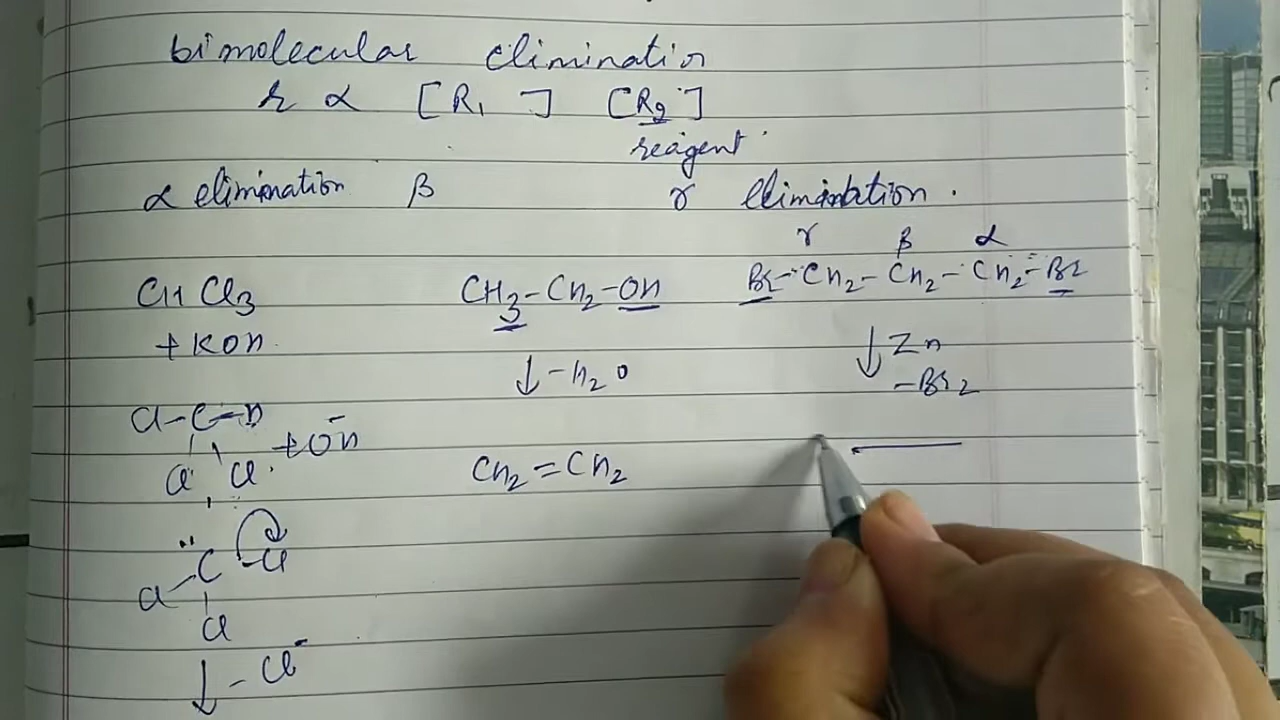 bimolecular elimination
r α [R1 ] [R2]
reagent
α elimination β γ elimination.
γ β α
CHCl3 CH3-CH2-OH Br-CH2-CH2-CH2-Br
+KOH
↓-H2O ↓Zn
-Br2
Cl-C-H
Cl Cl +OH-
CH2=CH2
Cl-C-Cl
Cl
↓-Cl-